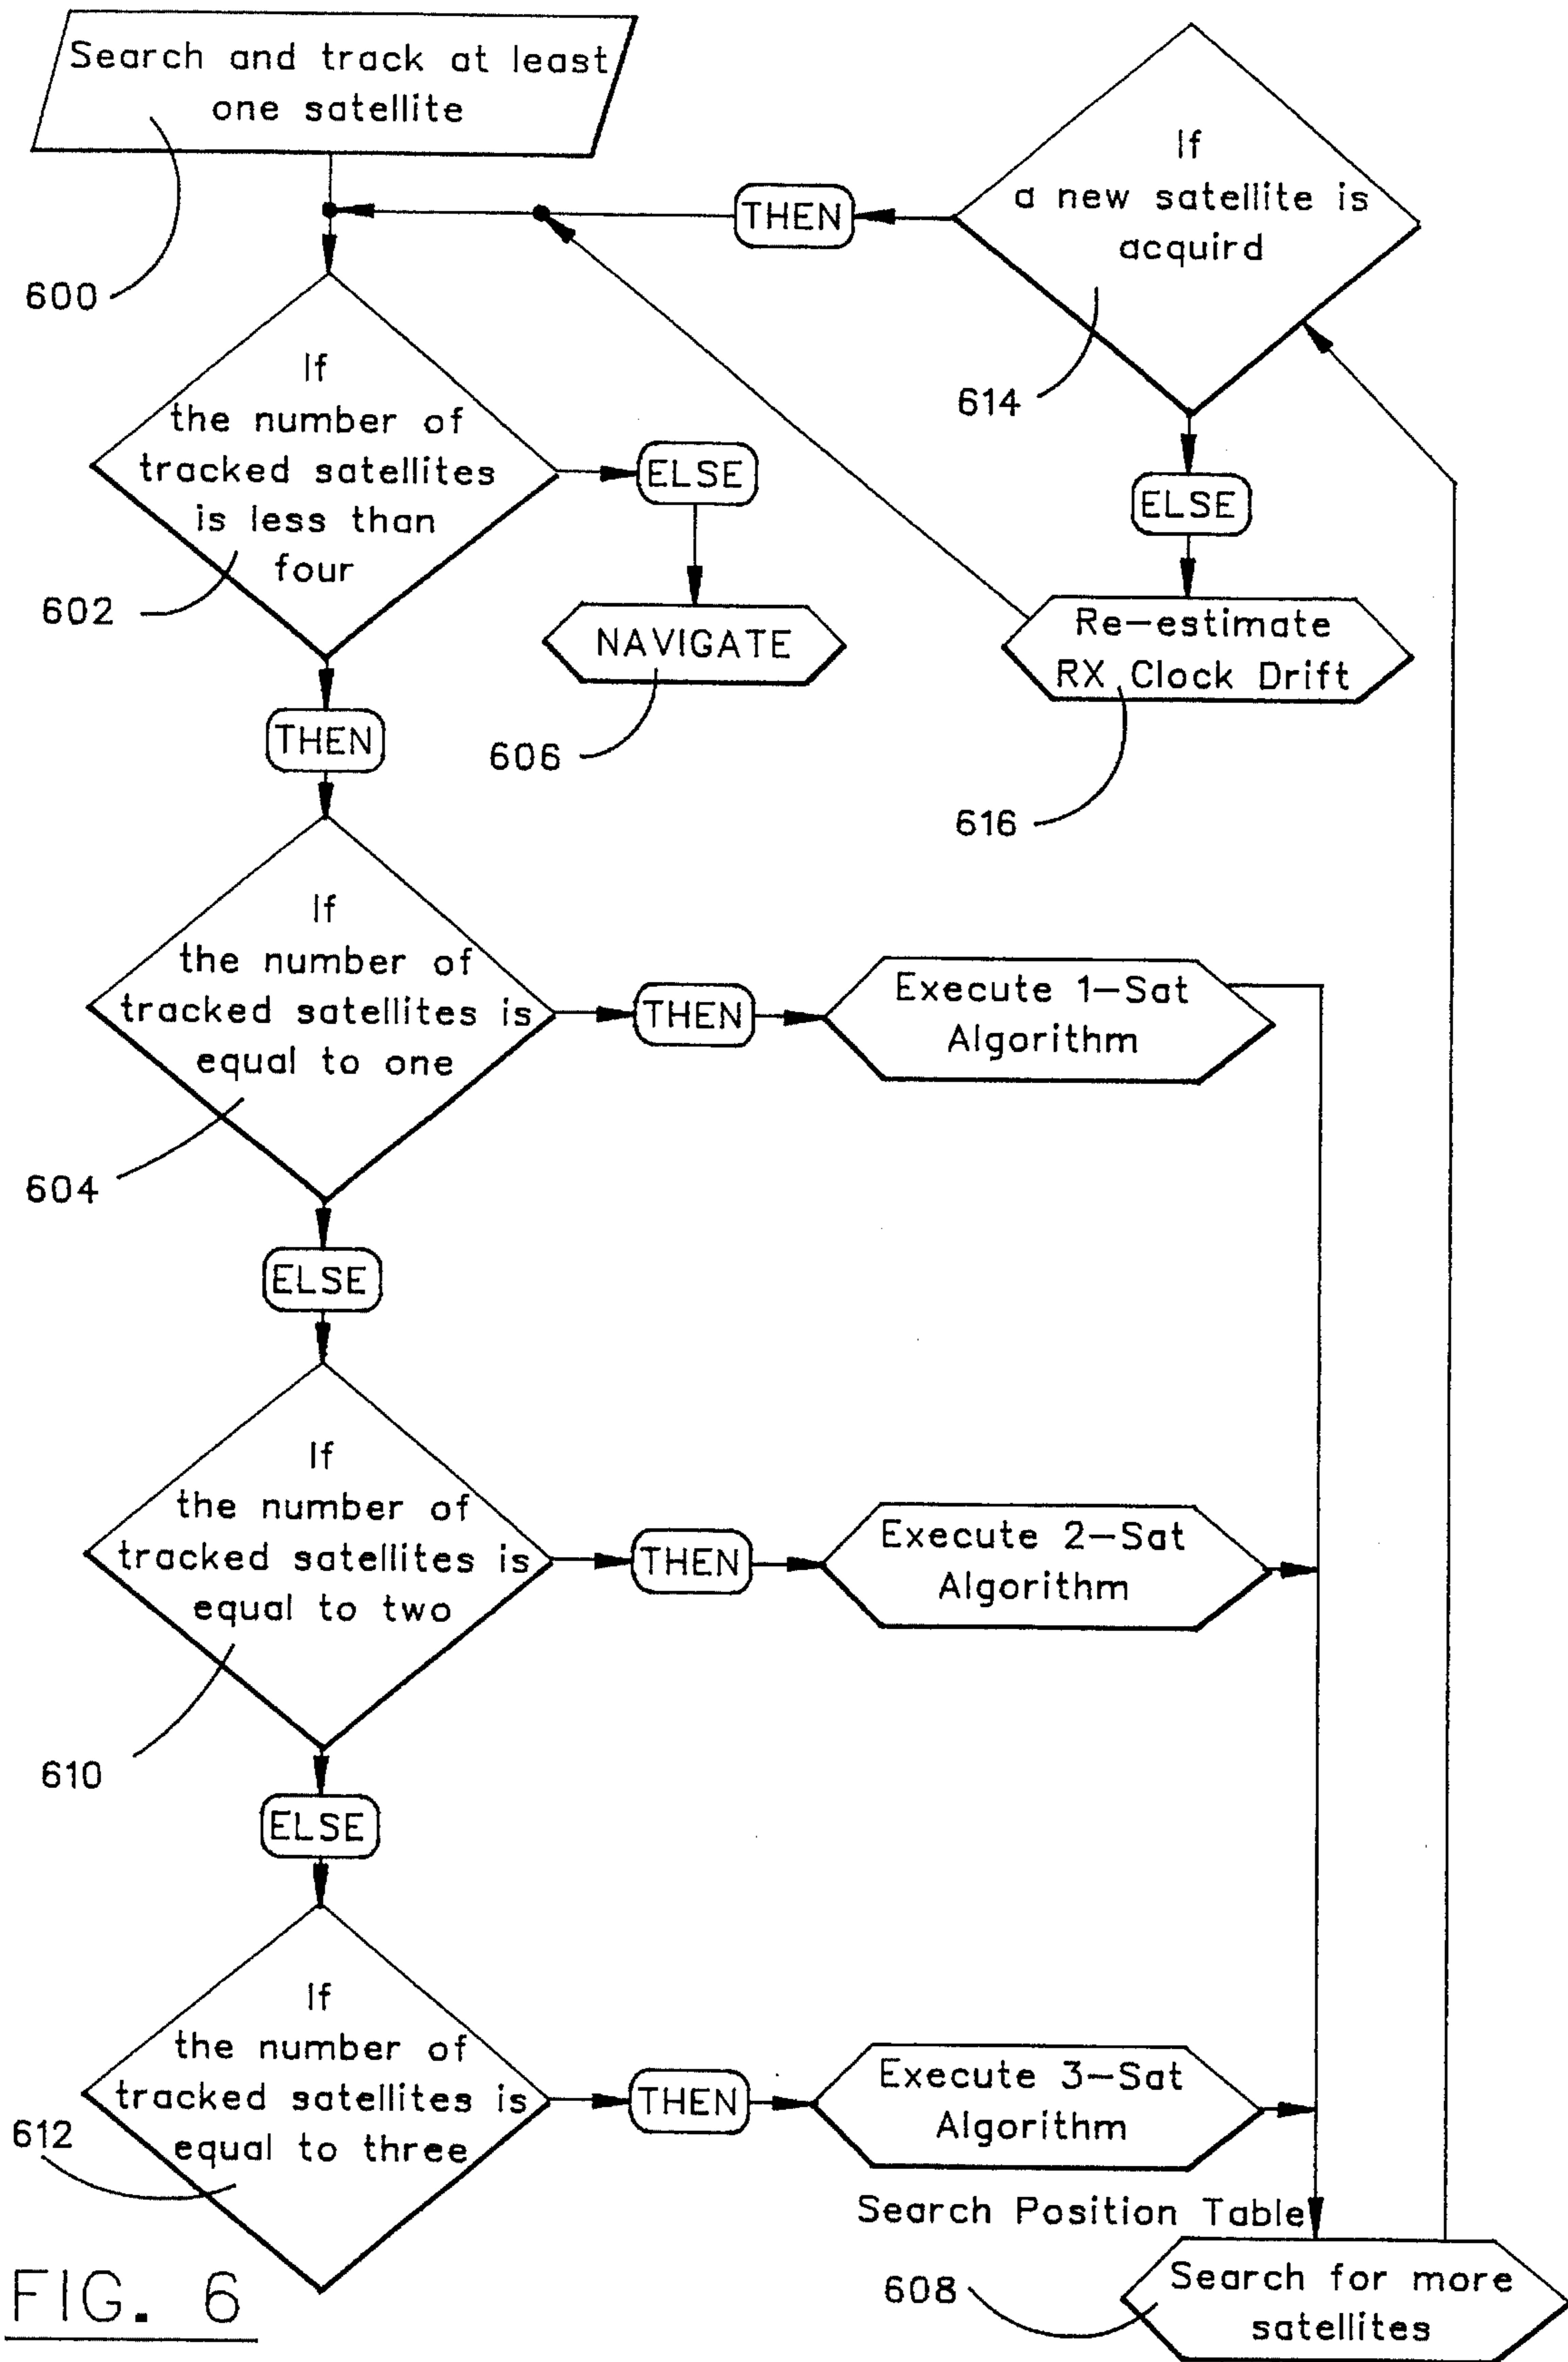 Search and track at least
one satellite
600
If
the number of
tracked satellites
is less than
four
602
ELSE
NAVIGATE
606
THEN
If
a new satellite is
acquird
614
THEN
ELSE
Re-estimate
RX Clock Drift
616
If
the number of
tracked satellites is
equal to one
604
THEN
Execute 1-Sat
Algorithm
ELSE
If
the number of
tracked satellites is
equal to two
610
THEN
Execute 2-Sat
Algorithm
ELSE
If
the number of
tracked satellites is
equal to three
612
THEN
Execute 3-Sat
Algorithm
Search Position Table
Search for more
satellites
608
FIG. 6